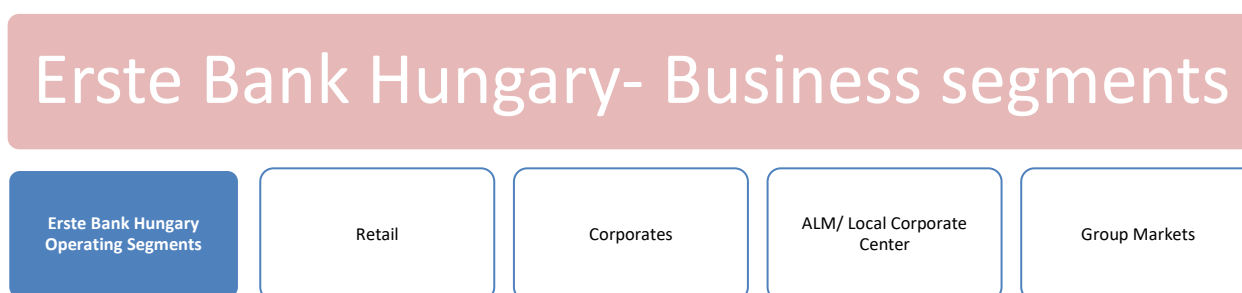 Erste Bank Hungary- Business segments
Erste Bank Hungary
Operating Segments
Retail
Corporates
ALM/ Local Corporate
Center
Group Markets